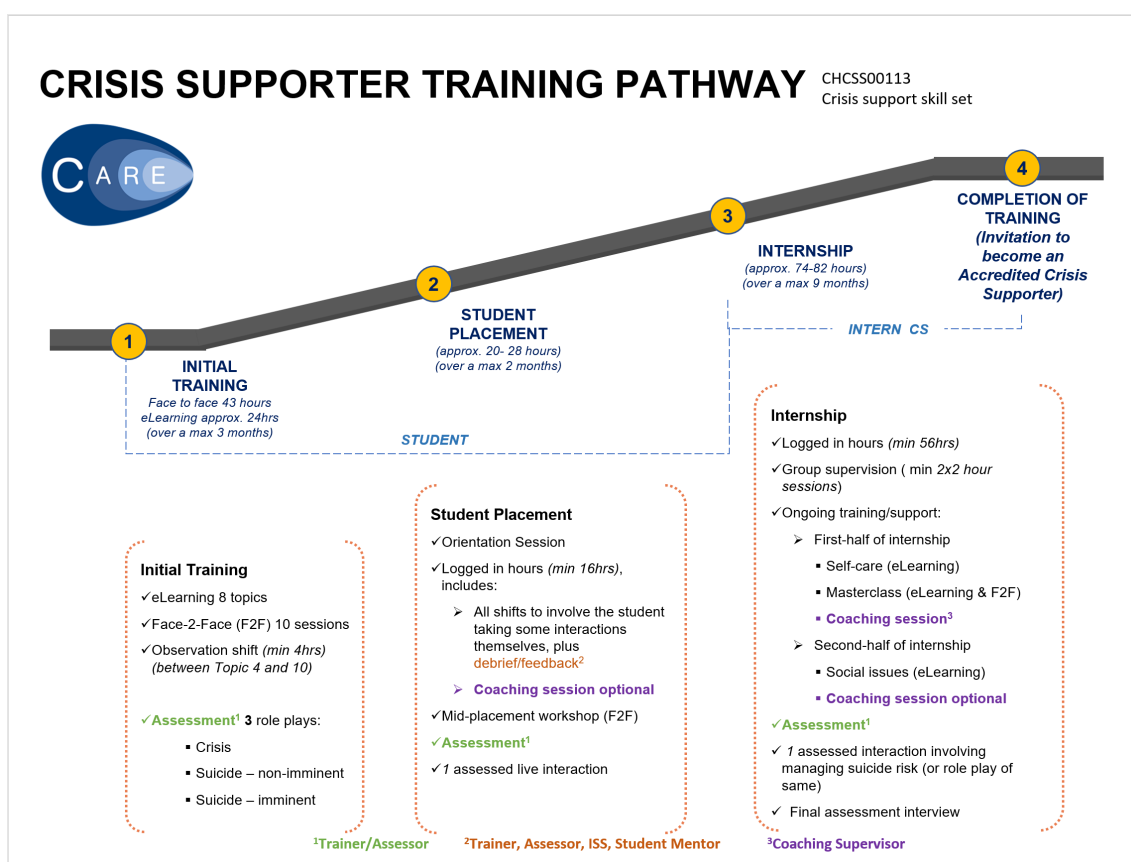 CRISIS SUPPORTER TRAINING PATHWAY
CHCSS00113
Crisis support skill set
CARE
1
INITIAL
TRAINING
Face to face 43 hours
eLearning approx. 24hrs
(over a max 3 months)
2
STUDENT
PLACEMENT
(approx. 20- 28 hours)
(over a max 2 months)
3
INTERNSHIP
(approx. 74-82 hours)
(over a max 9 months)
4
COMPLETION OF
TRAINING
(Invitation to
become an
Accredited Crisis
Supporter)
STUDENT
INTERN CS
Initial Training
✓eLearning 8 topics
✓Face-2-Face (F2F) 10 sessions
✓Observation shift (min 4hrs)
(between Topic 4 and 10)
✓Assessment¹ 3 role plays:
▪ Crisis
▪ Suicide – non-imminent
▪ Suicide – imminent
Student Placement
✓Orientation Session
✓Logged in hours (min 16hrs),
includes:
➢ All shifts to involve the student
taking some interactions
themselves, plus
debrief/feedback²
➢ Coaching session optional
✓Mid-placement workshop (F2F)
✓Assessment¹
✓1 assessed live interaction
Internship
✓Logged in hours (min 56hrs)
✓Group supervision ( min 2x2 hour
sessions)
✓Ongoing training/support:
➢ First-half of internship
▪ Self-care (eLearning)
▪ Masterclass (eLearning & F2F)
▪ Coaching session³
➢ Second-half of internship
▪ Social issues (eLearning)
▪ Coaching session optional
✓Assessment¹
✓ 1 assessed interaction involving
managing suicide risk (or role play of
same)
✓ Final assessment interview
¹Trainer/Assessor
²Trainer, Assessor, ISS, Student Mentor
³Coaching Supervisor